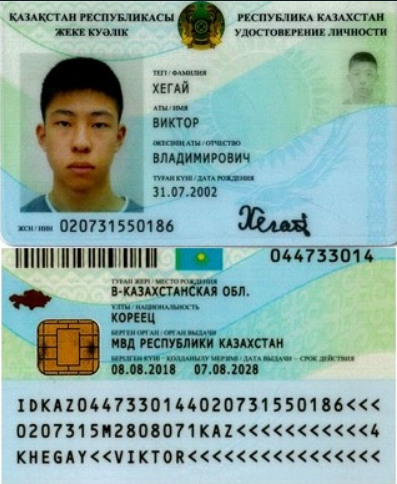 ҚАЗАҚСТАН РЕСПУБЛИКАСЫ
ЖЕКЕ КУӘЛІК
РЕСПУБЛИКА КАЗАХСТАН
УДОСТОВЕРЕНИЕ ЛИЧНОСТИ
ТЕГІ / ФАМИЛИЯ
ХЕГАЙ
АТЫ / ИМЯ
ВИКТОР
ӘКЕСІНІҢ АТЫ / ОТЧЕСТВО
ВЛАДИМИРОВИЧ
ТУҒАН КҮНІ / ДАТА РОЖДЕНИЯ
31.07.2002
ЖСН / ИИН 020731550186
Хегай
044733014
ТУҒАН ЖЕРІ / МЕСТО РОЖДЕНИЯ
В-КАЗАХСТАНСКАЯ ОБЛ.
ҰЛТЫ / НАЦИОНАЛЬНОСТЬ
КОРЕЕЦ
БЕРГЕН ОРГАН / ОРГАН ВЫДАЧИ
МВД РЕСПУБЛИКИ КАЗАХСТАН
БЕРІЛГЕН КҮНІ - ҚОЛДАНЫЛУ МЕРЗІМІ / ДАТА ВЫДАЧИ - СРОК ДЕЙСТВИЯ
08.08.2018 07.08.2028
IDKAZ0447330144020731550186<<<
0207315M2808071KAZ<<<<<<<<<<<4
KHEGAY<<VIKTOR<<<<<<<<<<<<<<<<